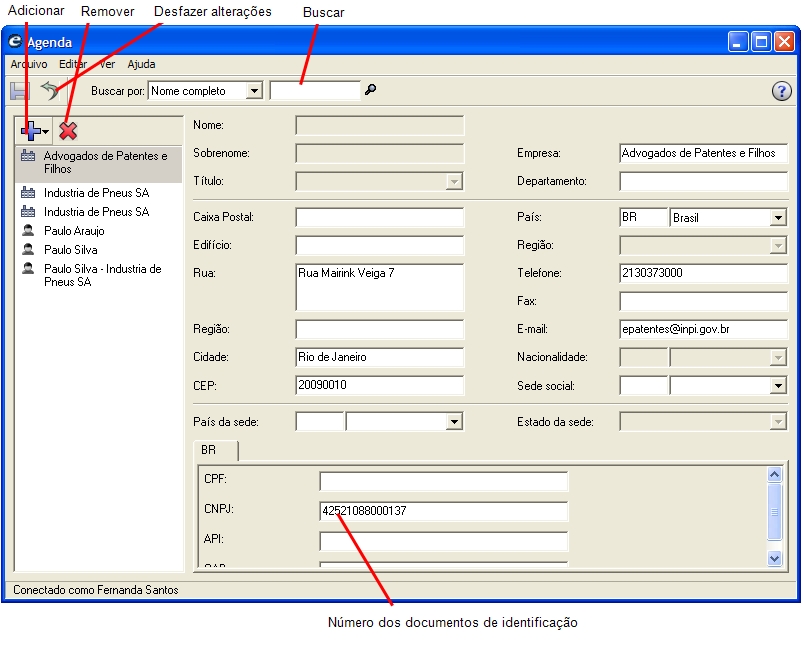 Adicionar Remover Desfazer alterações Buscar
Agenda
Arquivo Editar Ver Ajuda
Buscar por: Nome completo
Advogados de Patentes e
Filhos
Industria de Pneus SA
Industria de Pneus SA
Paulo Araujo
Paulo Silva
Paulo Silva - Industria de
Pneus SA
Nome:
Sobrenome: Empresa: Advogados de Patentes e Filhos
Título: Departamento:
Caixa Postal: País: BR Brasil
Edifício: Região:
Rua: Rua Mairink Veiga 7 Telefone: 2130373000
Fax:
Região: E-mail: epatentes@inpi.gov.br
Cidade: Rio de Janeiro Nacionalidade:
CEP: 20090010 Sede social:
País da sede: Estado da sede:
BR
CPF:
CNPJ: 42521088000137
API:
Conectado como Fernanda Santos
Número dos documentos de identificação